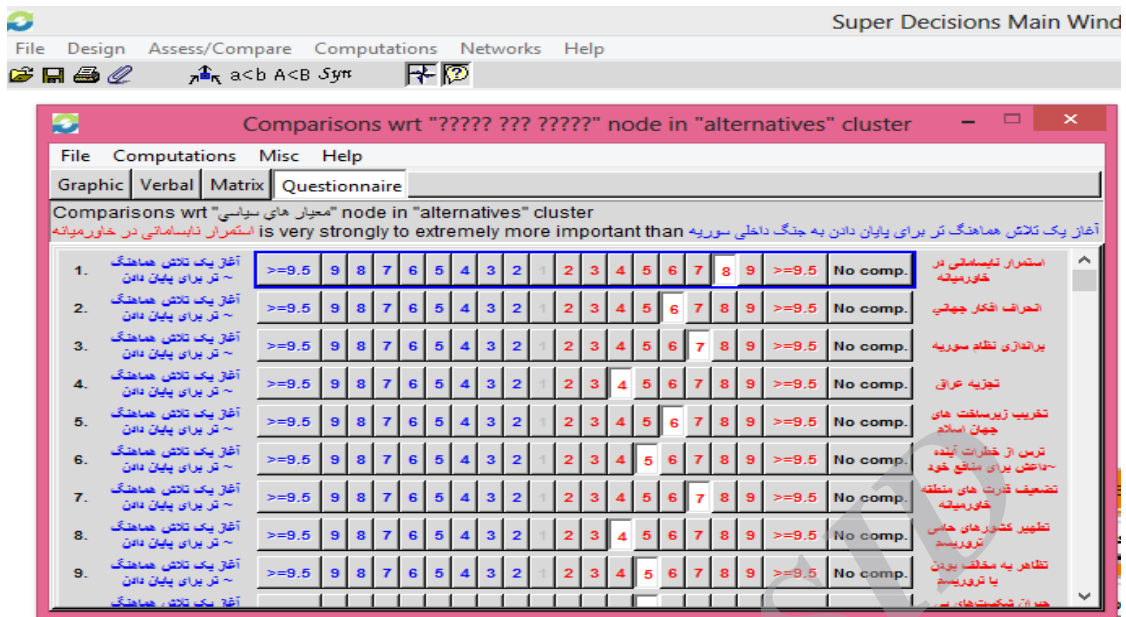 Super Decisions Main Wind
File Design Assess/Compare Computations Networks Help
a<b A<B Syn
Comparisons wrt "????? ??? ?????" node in "alternatives" cluster
File Computations Misc Help
Graphic Verbal Matrix Questionnaire
Comparisons wrt "معیار های سیاسی" node in "alternatives" cluster
استمرار نابسامانی در خاورمیانه is very strongly to extremely more important than آغاز یک تلاش هماهنگ تر برای پایان دادن به جنگ داخلی سوریه
1. آغاز یک تلاش هماهنگ >=9.5 9 8 7 6 5 4 3 2 1 2 3 4 5 6 7 8 9 >=9.5 No comp. استمرار نابسامانی در
~ تر برای پایان دادن خاورمیانه
2. آغاز یک تلاش هماهنگ >=9.5 9 8 7 6 5 4 3 2 1 2 3 4 5 6 7 8 9 >=9.5 No comp. انحراف افکار جهانی
~ تر برای پایان دادن
3. آغاز یک تلاش هماهنگ >=9.5 9 8 7 6 5 4 3 2 1 2 3 4 5 6 7 8 9 >=9.5 No comp. براندازی نظام سوریه
~ تر برای پایان دادن
4. آغاز یک تلاش هماهنگ >=9.5 9 8 7 6 5 4 3 2 1 2 3 4 5 6 7 8 9 >=9.5 No comp. تجزیه عراق
~ تر برای پایان دادن
5. آغاز یک تلاش هماهنگ >=9.5 9 8 7 6 5 4 3 2 1 2 3 4 5 6 7 8 9 >=9.5 No comp. تخریب زیرساخت های
~ تر برای پایان دادن جهان اسلام
6. آغاز یک تلاش هماهنگ >=9.5 9 8 7 6 5 4 3 2 1 2 3 4 5 6 7 8 9 >=9.5 No comp. ترس از خطرات آینده
~ تر برای پایان دادن ~داعش برای منافع خود
7. آغاز یک تلاش هماهنگ >=9.5 9 8 7 6 5 4 3 2 1 2 3 4 5 6 7 8 9 >=9.5 No comp. تضعیف قدرت های منطقه
~ تر برای پایان دادن خاورمیانه
8. آغاز یک تلاش هماهنگ >=9.5 9 8 7 6 5 4 3 2 1 2 3 4 5 6 7 8 9 >=9.5 No comp. تطهیر کشورهای حامی
~ تر برای پایان دادن تروریسم
9. آغاز یک تلاش هماهنگ >=9.5 9 8 7 6 5 4 3 2 1 2 3 4 5 6 7 8 9 >=9.5 No comp. تظاهر به مخالف بودن
~ تر برای پایان دادن با تروریسم
آغاز یک تلاش هماهنگ جبران شکست‌های پی
SID